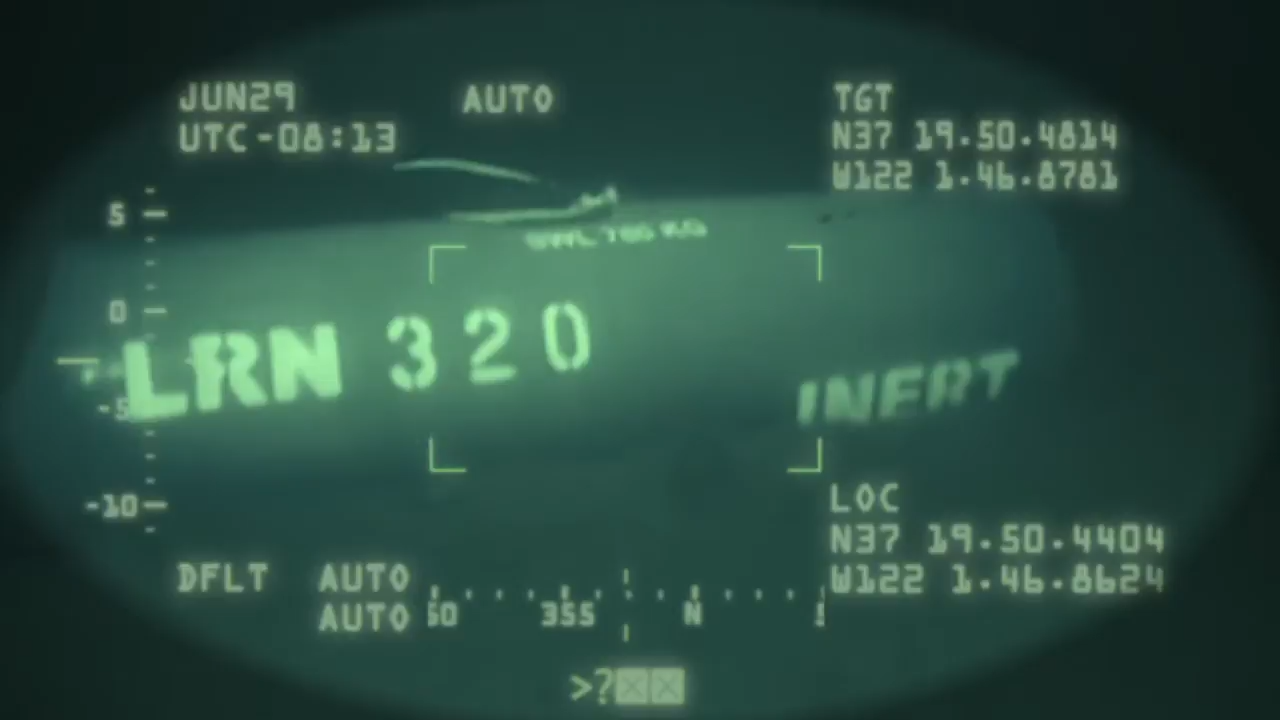 JUN29
UTC-08:13
AUTO
TGT
N37 19.50.4814
W122 1.46.8781
5
0
-5
-10
LRN 320
INERT
LOC
N37 19.50.4404
W122 1.46.8624
DFLT AUTO
AUTO
355 N
>?